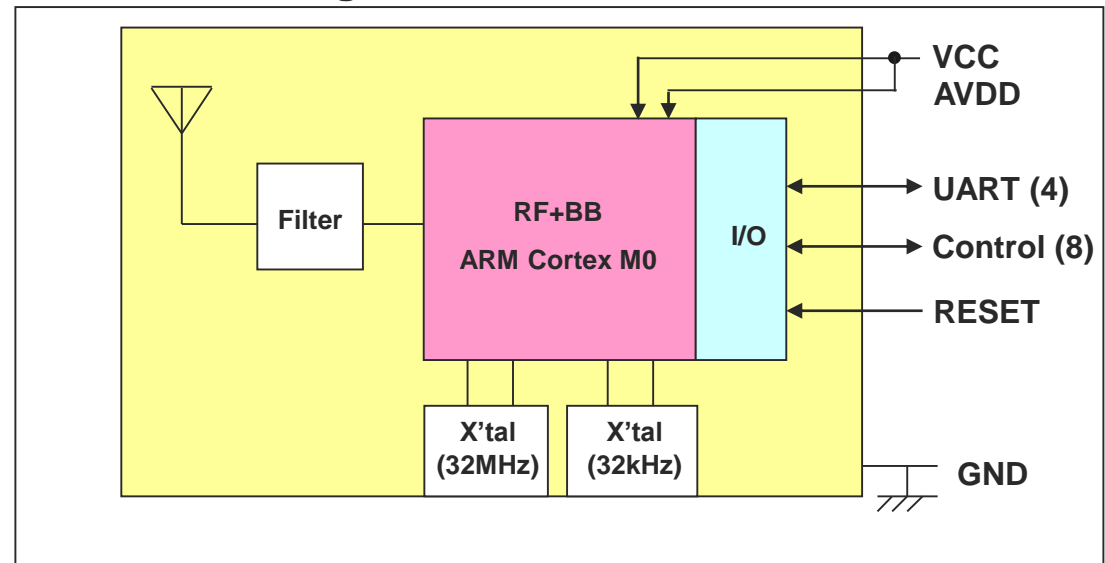 VCC
AVDD
Filter
RF+BB
ARM Cortex M0
I/O
UART (4)
Control (8)
RESET
X'tal
(32MHz)
X'tal
(32kHz)
GND